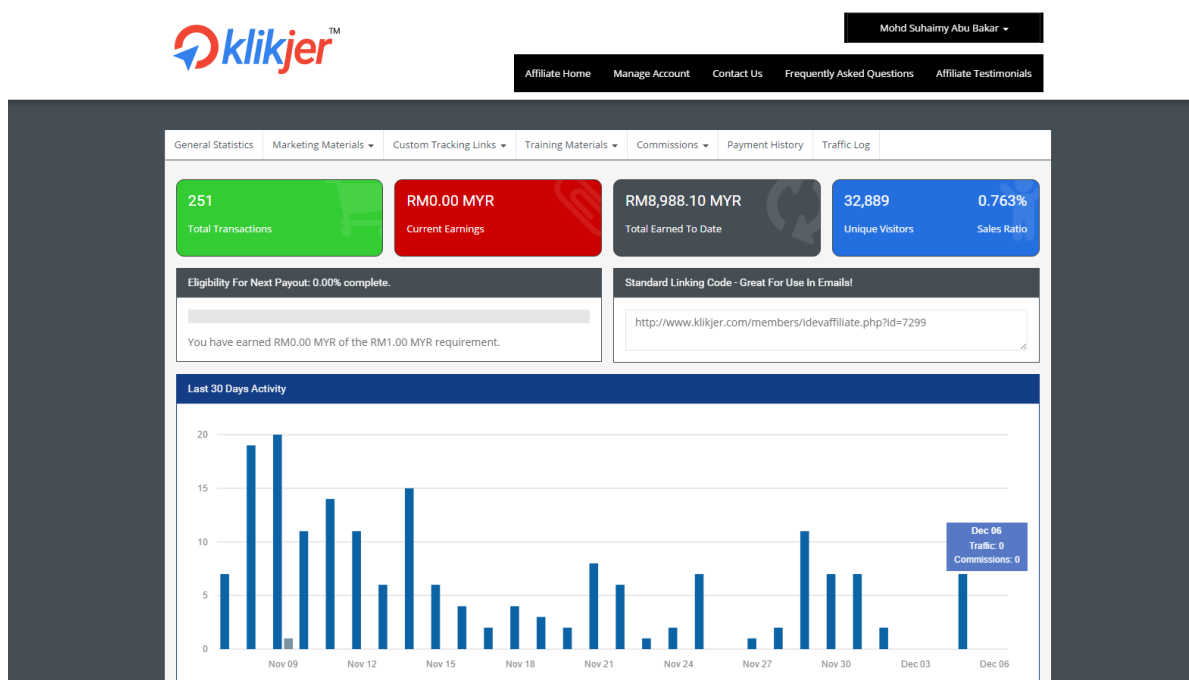 klikjer™
Mohd Suhaimy Abu Bakar
Affiliate Home Manage Account Contact Us Frequently Asked Questions Affiliate Testimonials
General Statistics Marketing Materials Custom Tracking Links Training Materials Commissions Payment History Traffic Log
251
Total Transactions
RM0.00 MYR
Current Earnings
RM8,988.10 MYR
Total Earned To Date
32,889 0.763%
Unique Visitors Sales Ratio
Eligibility For Next Payout: 0.00% complete.
You have earned RM0.00 MYR of the RM1.00 MYR requirement.
Standard Linking Code - Great For Use In Emails!
http://www.klikjer.com/members/idevaffiliate.php?id=7299
Last 30 Days Activity
20
15
10
5
0
Dec 06
Traffic: 0
Commissions: 0
Nov 09 Nov 12 Nov 15 Nov 18 Nov 21 Nov 24 Nov 27 Nov 30 Dec 03 Dec 06